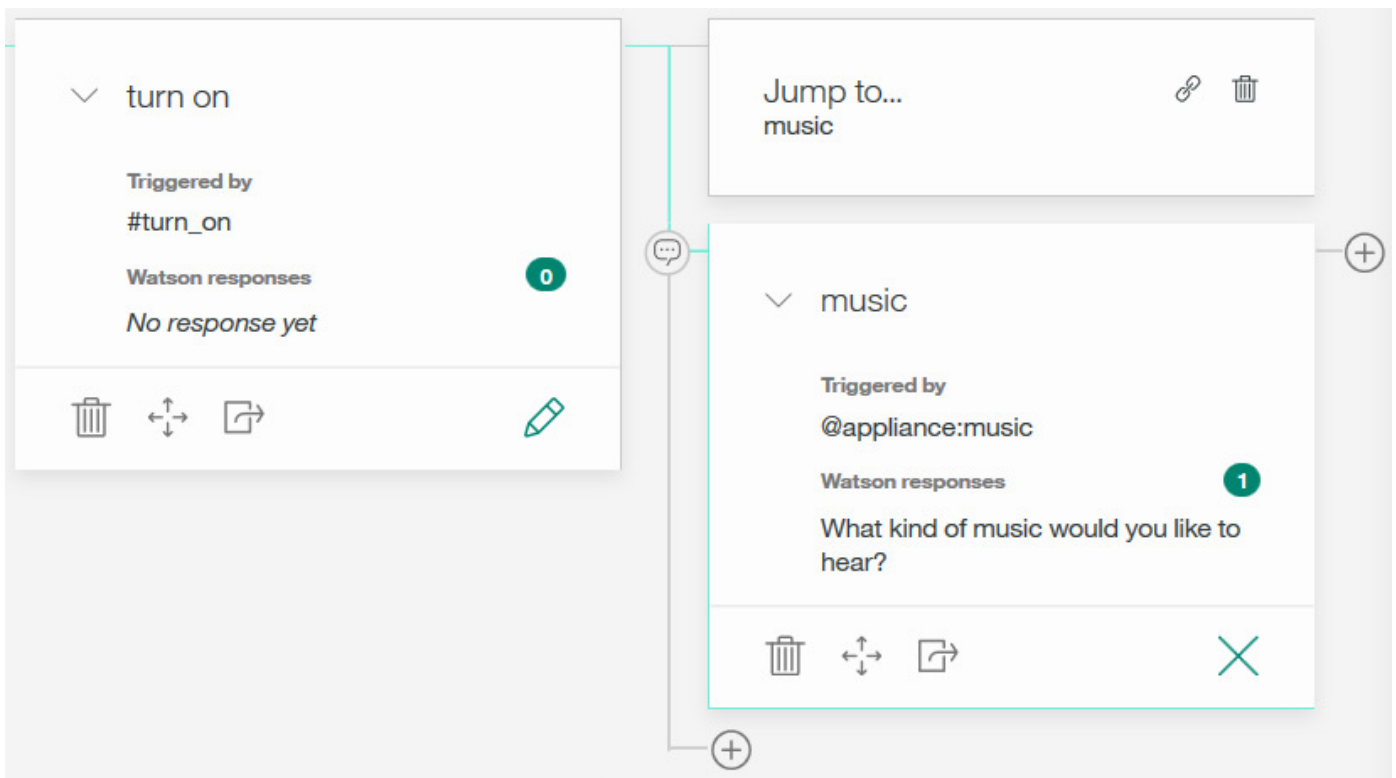 turn on
Triggered by
#turn_on
Watson responses
0
No response yet
Jump to...
music
music
Triggered by
@appliance:music
Watson responses
1
What kind of music would you like to
hear?